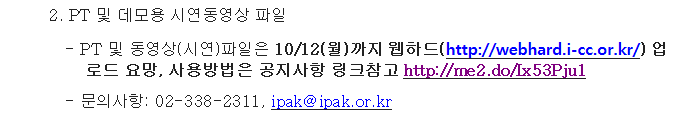 2. PT 및 데모용 시연동영상 파일
- PT 및 동영상(시연)파일은 10/12(월)까지 웹하드(http://webhard.i-cc.or.kr/) 업
로드 요망, 사용방법은 공지사항 링크참고 http://me2.do/Ix53Pju1
- 문의사항: 02-338-2311, ipak@ipak.or.kr